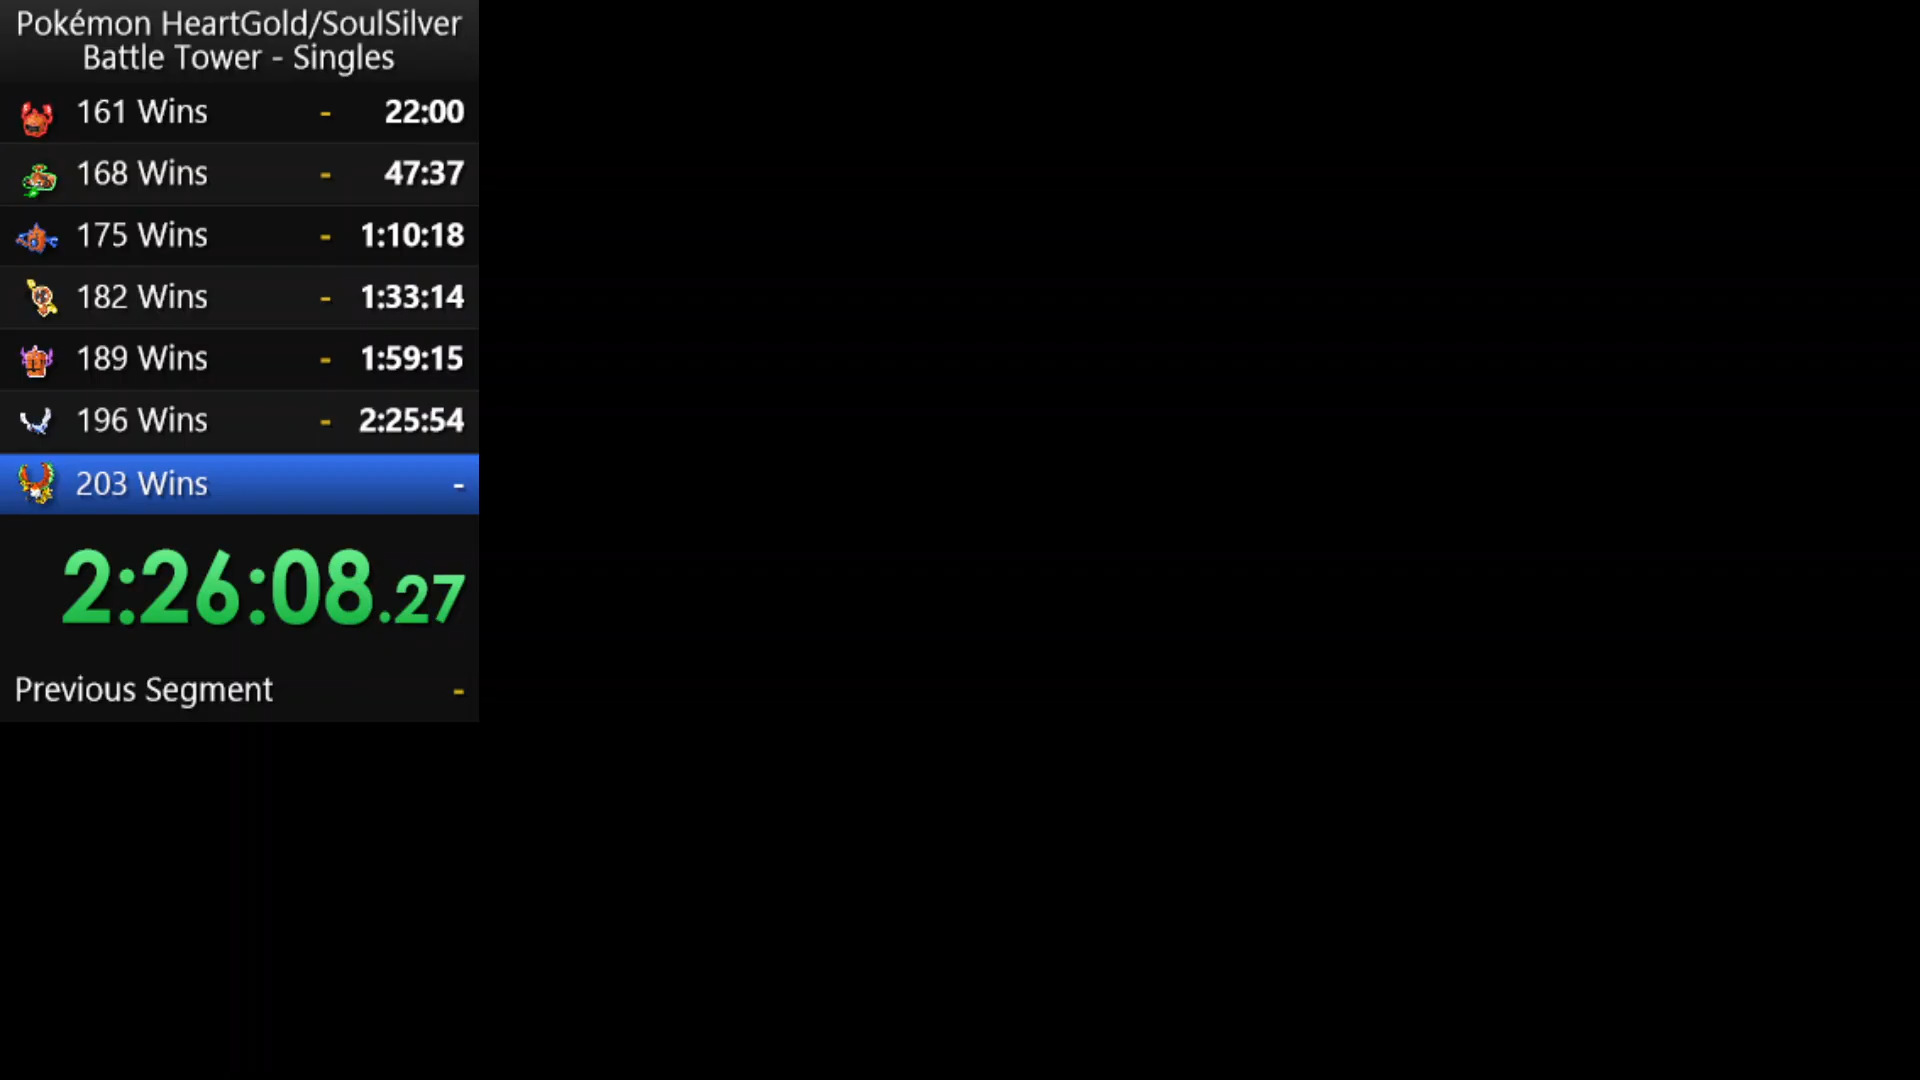 Pokémon HeartGold/SoulSilver
Battle Tower - Singles
161 Wins - 22:00
168 Wins - 47:37
175 Wins - 1:10:18
182 Wins - 1:33:14
189 Wins - 1:59:15
196 Wins - 2:25:54
203 Wins -
2:26:08.27
Previous Segment -